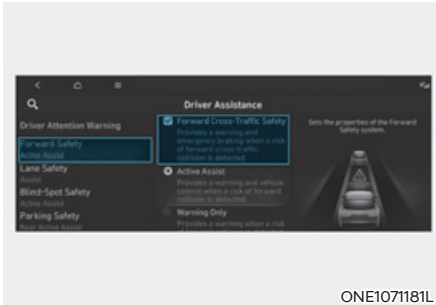 Driver Assistance
Driver Attention Warning
Forward Safety
Active Assist
Lane Safety
Assist
Blind-Spot Safety
Active Assist
Parking Safety
Rear Active Assist
Forward Cross-Traffic Safety
Provides a warning and
emergency braking when a risk
of forward cross-traffic
collision is detected.
Active Assist
Provides a warning and vehicle
control when a risk of forward
collision is detected.
Warning Only
Provides a warning when a risk
Sets the properties of the Forward
Safety system.
ONE1071181L